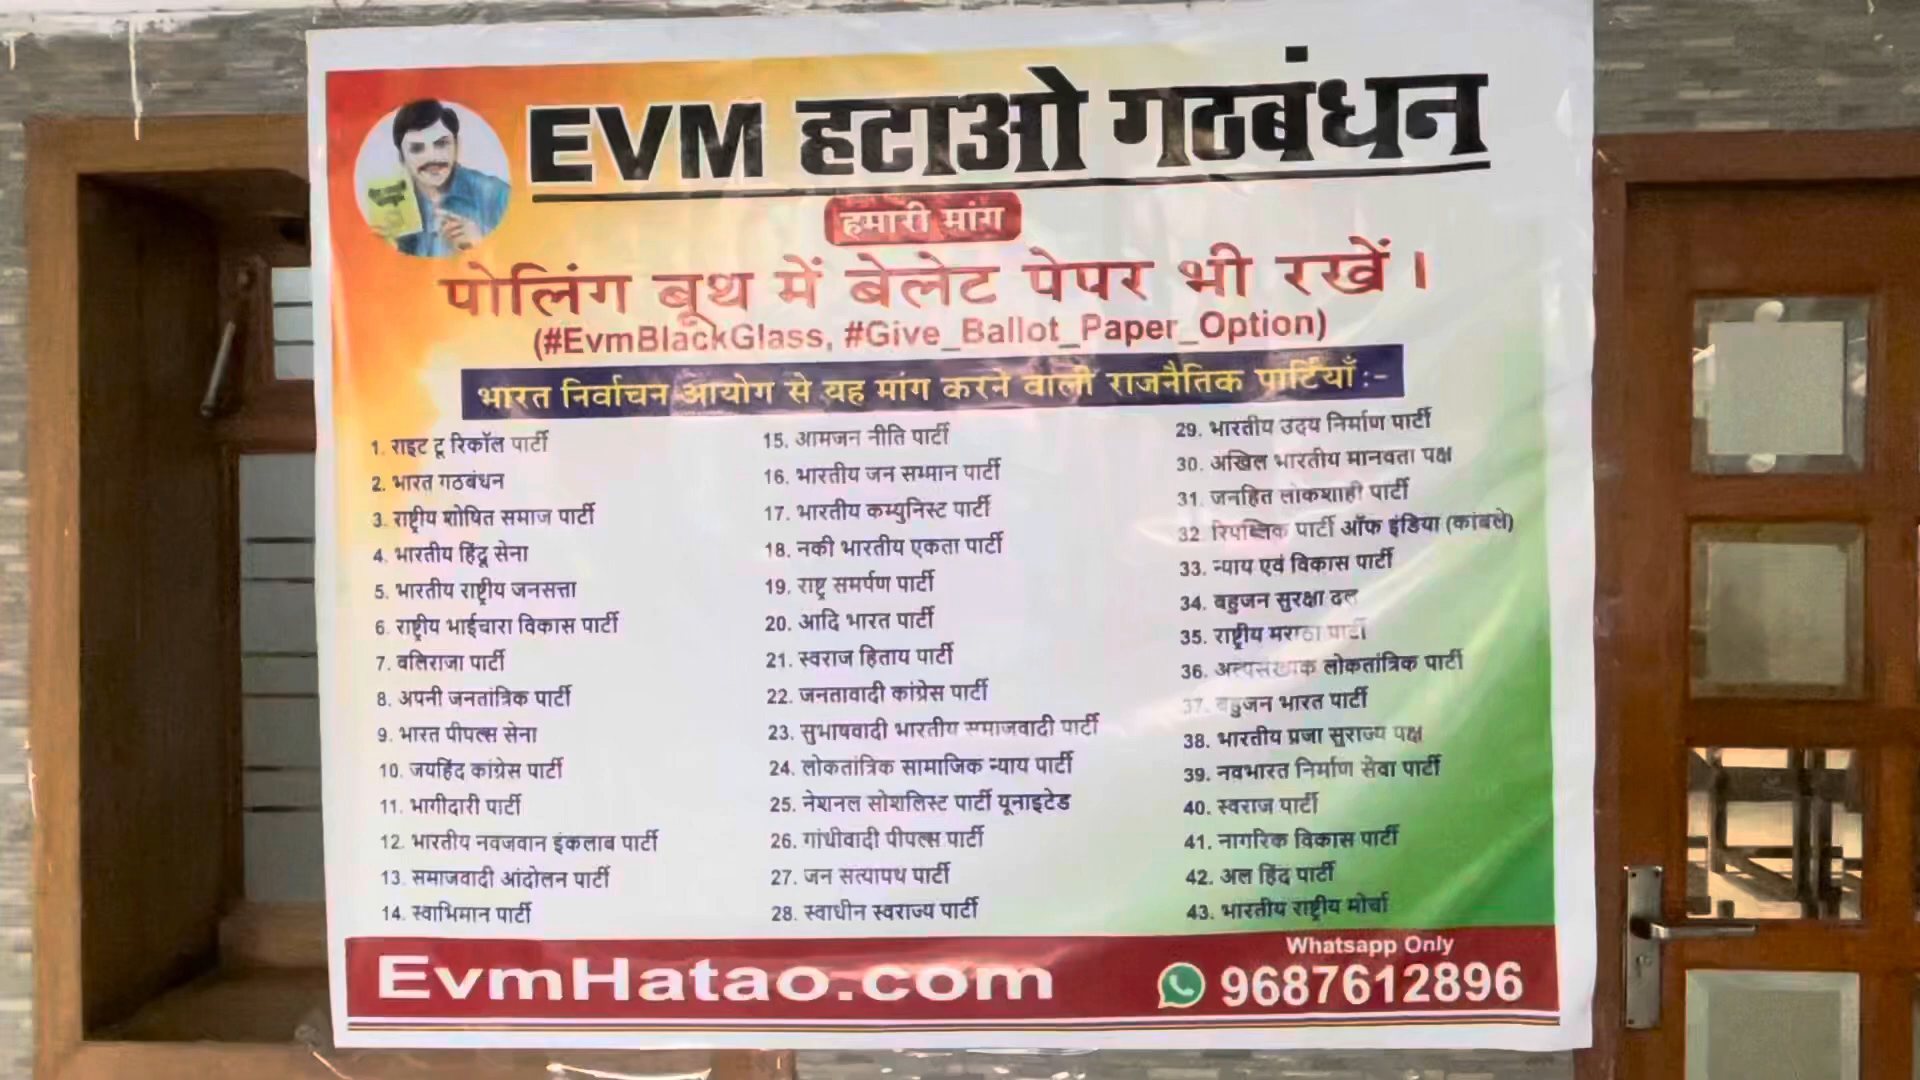 EVM हटाओ गठबंधन
हमारी मांग
पोलिंग बूथ में बेलेट पेपर भी रखें।
(#EvmBlackGlass, #Give_Ballot_Paper_Option)
भारत निर्वाचन आयोग से यह मांग करने वाली राजनैतिक पार्टियाँ :-
1. राइट टू रिकॉल पार्टी
2. भारत गठबंधन
3. राष्ट्रीय शोषित समाज पार्टी
4. भारतीय हिंदू सेना
5. भारतीय राष्ट्रीय जनसत्ता
6. राष्ट्रीय भाईचारा विकास पार्टी
7. वलिराजा पार्टी
8. अपनी जनतांत्रिक पार्टी
9. भारत पीपल्स सेना
10. जयहिंद कांग्रेस पार्टी
11. भागीदारी पार्टी
12. भारतीय नवजवान इंकलाब पार्टी
13. समाजवादी आंदोलन पार्टी
14. स्वाभिमान पार्टी
15. आमजन नीति पार्टी
16. भारतीय जन सम्मान पार्टी
17. भारतीय कम्युनिस्ट पार्टी
18. नकी भारतीय एकता पार्टी
19. राष्ट्र समर्पण पार्टी
20. आदि भारत पार्टी
21. स्वराज हिताय पार्टी
22. जनतावादी कांग्रेस पार्टी
23. सुभाषवादी भारतीय समाजवादी पार्टी
24. लोकतांत्रिक सामाजिक न्याय पार्टी
25. नेशनल सोशलिस्ट पार्टी यूनाइटेड
26. गांधीवादी पीपल्स पार्टी
27. जन सत्यापथ पार्टी
28. स्वाधीन स्वराज्य पार्टी
29. भारतीय उदय निर्माण पार्टी
30. अखिल भारतीय मानवता पक्ष
31. जनहित लोकशाही पार्टी
32. रिपब्लिक पार्टी ऑफ इंडिया (कांबले)
33. न्याय एवं विकास पार्टी
34. बहुजन सुरक्षा दल
35. राष्ट्रीय मराठा पार्टी
36. अल्पसंख्यक लोकतांत्रिक पार्टी
37. बहुजन भारत पार्टी
38. भारतीय प्रजा सुराज्य पक्ष
39. नवभारत निर्माण सेवा पार्टी
40. स्वराज पार्टी
41. नागरिक विकास पार्टी
42. अल हिंद पार्टी
43. भारतीय राष्ट्रीय मोर्चा
EvmHatao.com
Whatsapp Only
9687612896